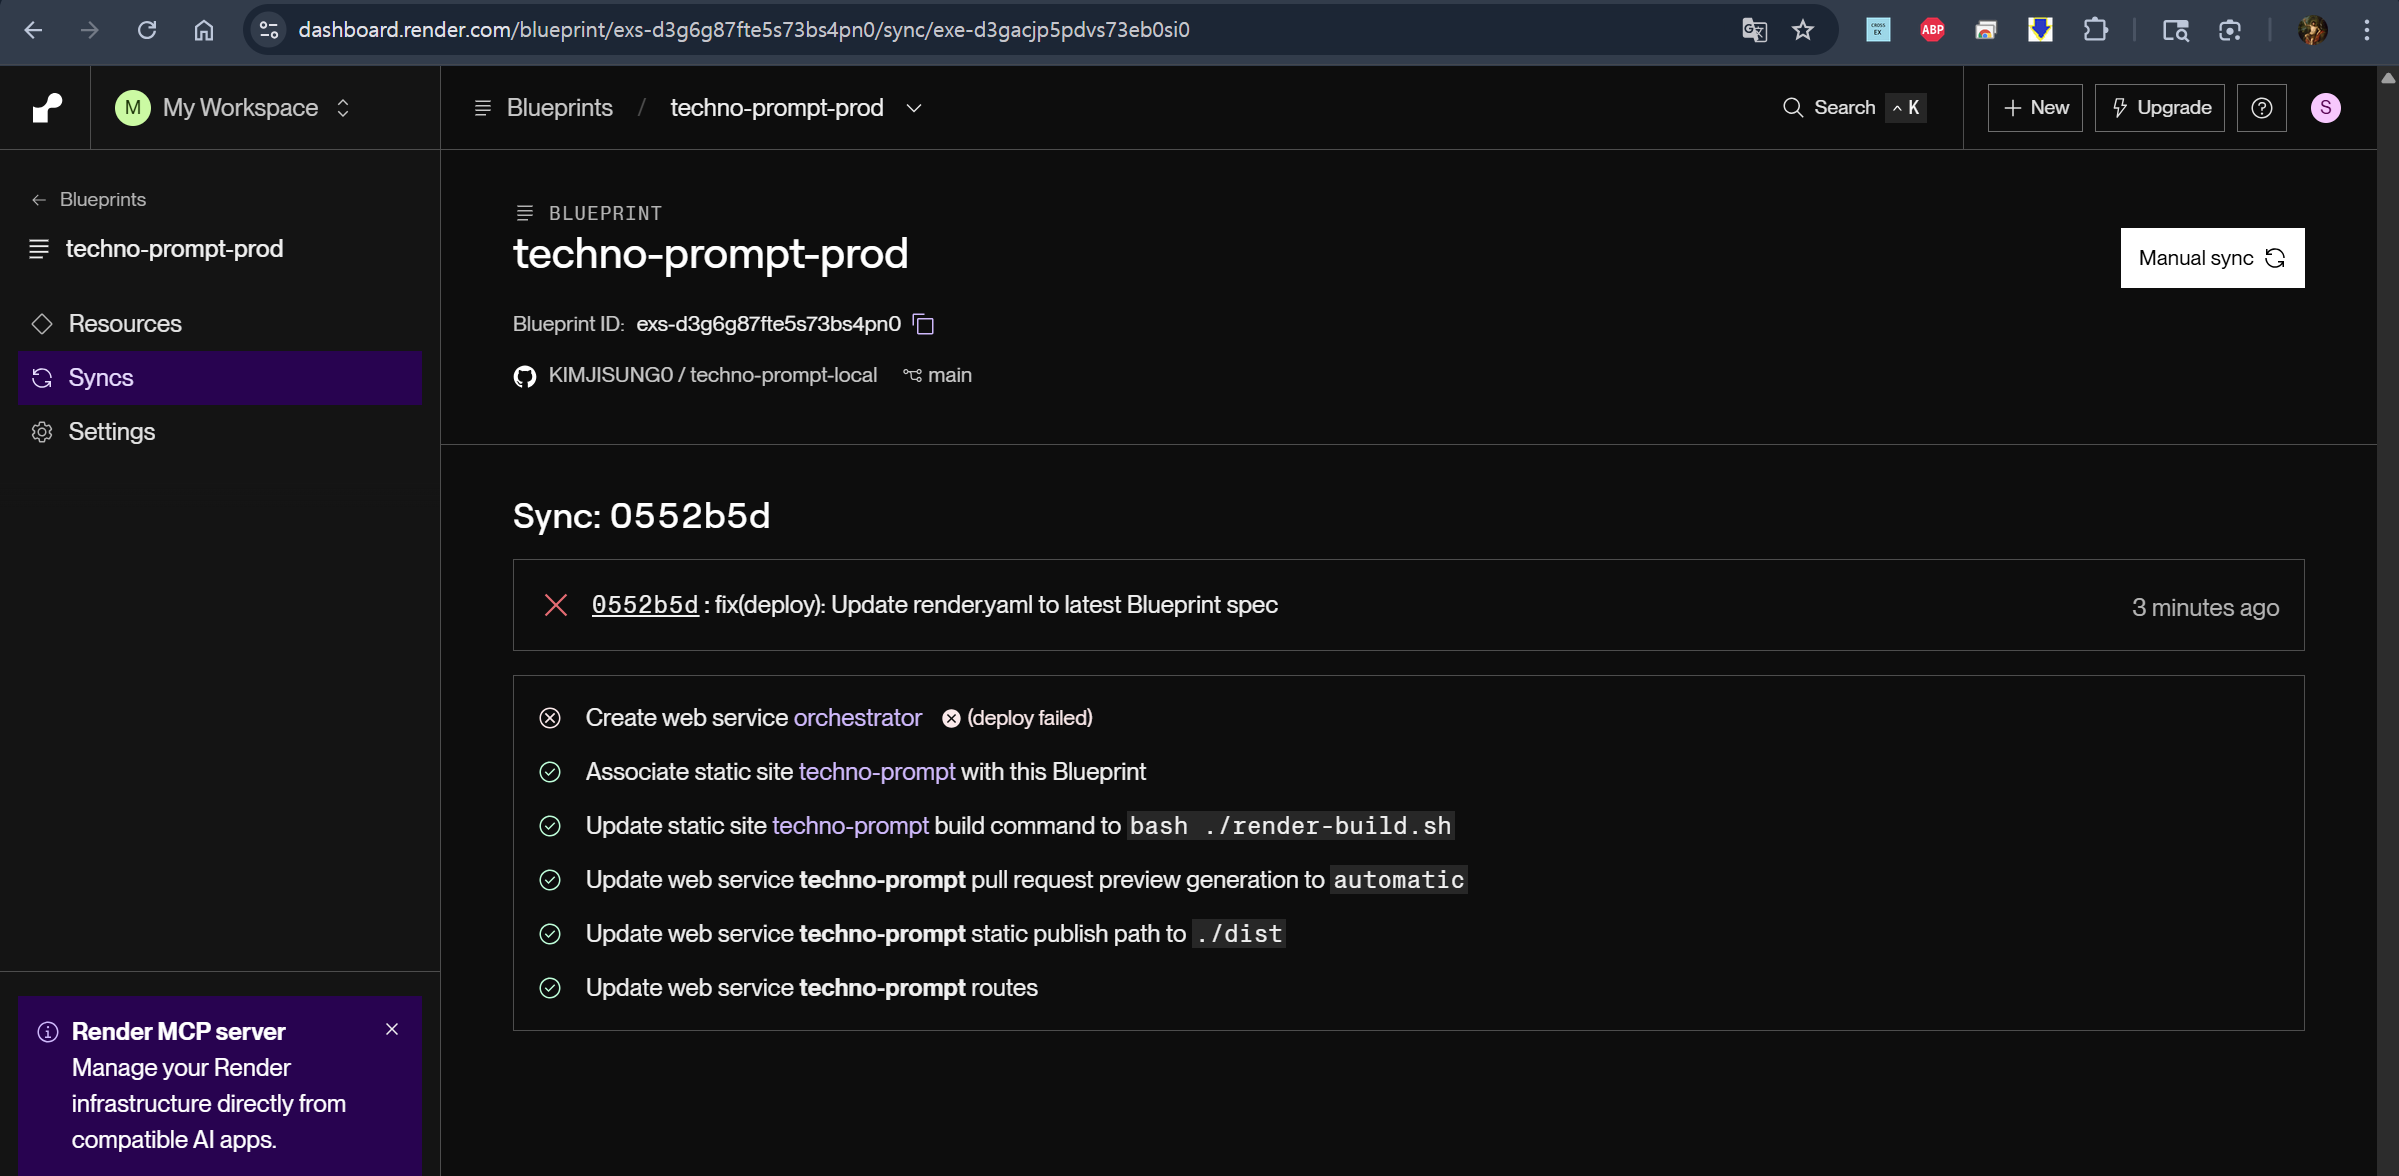 dashboard.render.com/blueprint/exs-d3g6g87fte5s73bs4pn0/sync/exe-d3gacjp5pdvs73eb0si0
CROSS EX
ABP
M My Workspace
Blueprints / techno-prompt-prod
Search ^ K
+ New
Upgrade
?
S
← Blueprints
techno-prompt-prod
Resources
Syncs
Settings
BLUEPRINT
techno-prompt-prod
Manual sync
Blueprint ID: exs-d3g6g87fte5s73bs4pn0
KIMJISUNG0 / techno-prompt-local main
Sync: 0552b5d
0552b5d : fix(deploy): Update render.yaml to latest Blueprint spec
3 minutes ago
Create web service orchestrator (deploy failed)
Associate static site techno-prompt with this Blueprint
Update static site techno-prompt build command to bash ./render-build.sh
Update web service techno-prompt pull request preview generation to automatic
Update web service techno-prompt static publish path to ./dist
Update web service techno-prompt routes
Render MCP server
Manage your Render
infrastructure directly from
compatible AI apps.